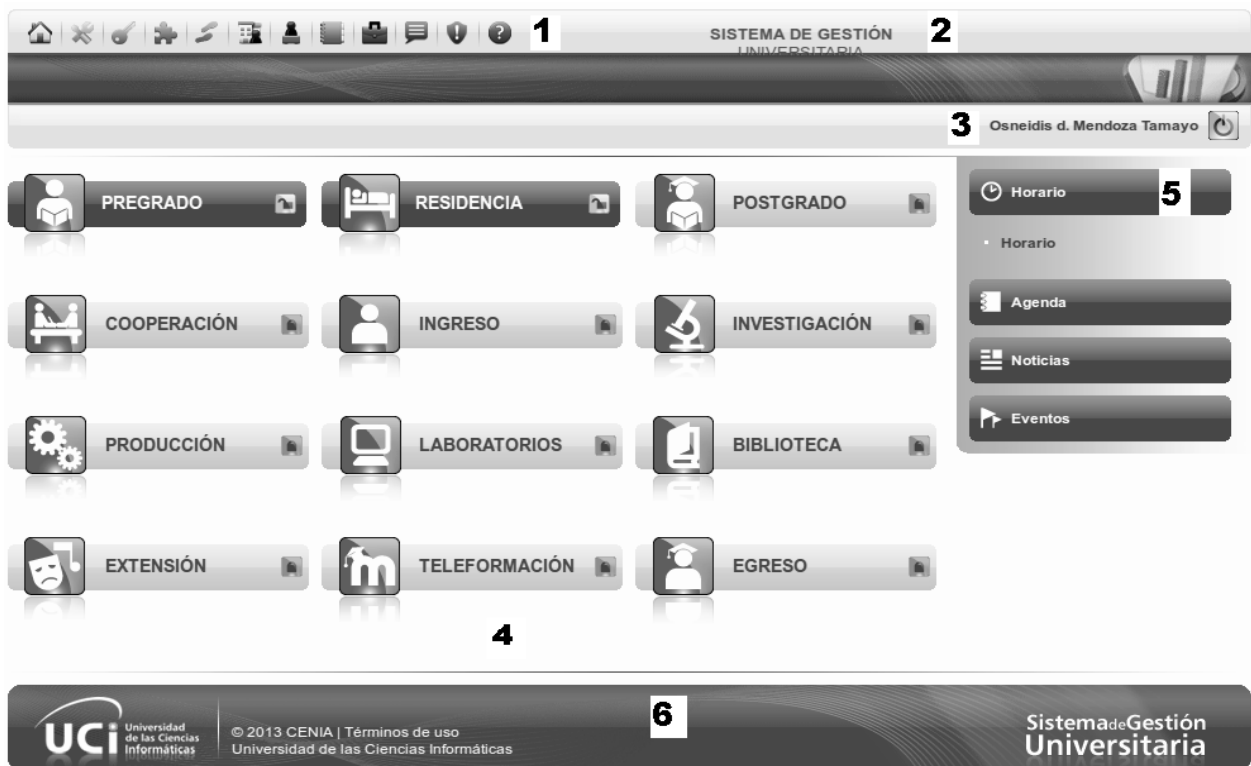 1
SISTEMA DE GESTIÓN
UNIVERSITARIA
2
3
Osneidis d. Mendoza Tamayo
PREGRADO
RESIDENCIA
POSTGRADO
COOPERACIÓN
INGRESO
INVESTIGACIÓN
PRODUCCIÓN
LABORATORIOS
BIBLIOTECA
EXTENSIÓN
TELEFORMACIÓN
EGRESO
4
Horario
5
Horario
Agenda
Noticias
Eventos
UCi
Universidad
de las Ciencias
Informáticas
© 2013 CENIA | Términos de uso
Universidad de las Ciencias Informáticas
6
SistemadeGestión
Universitaria